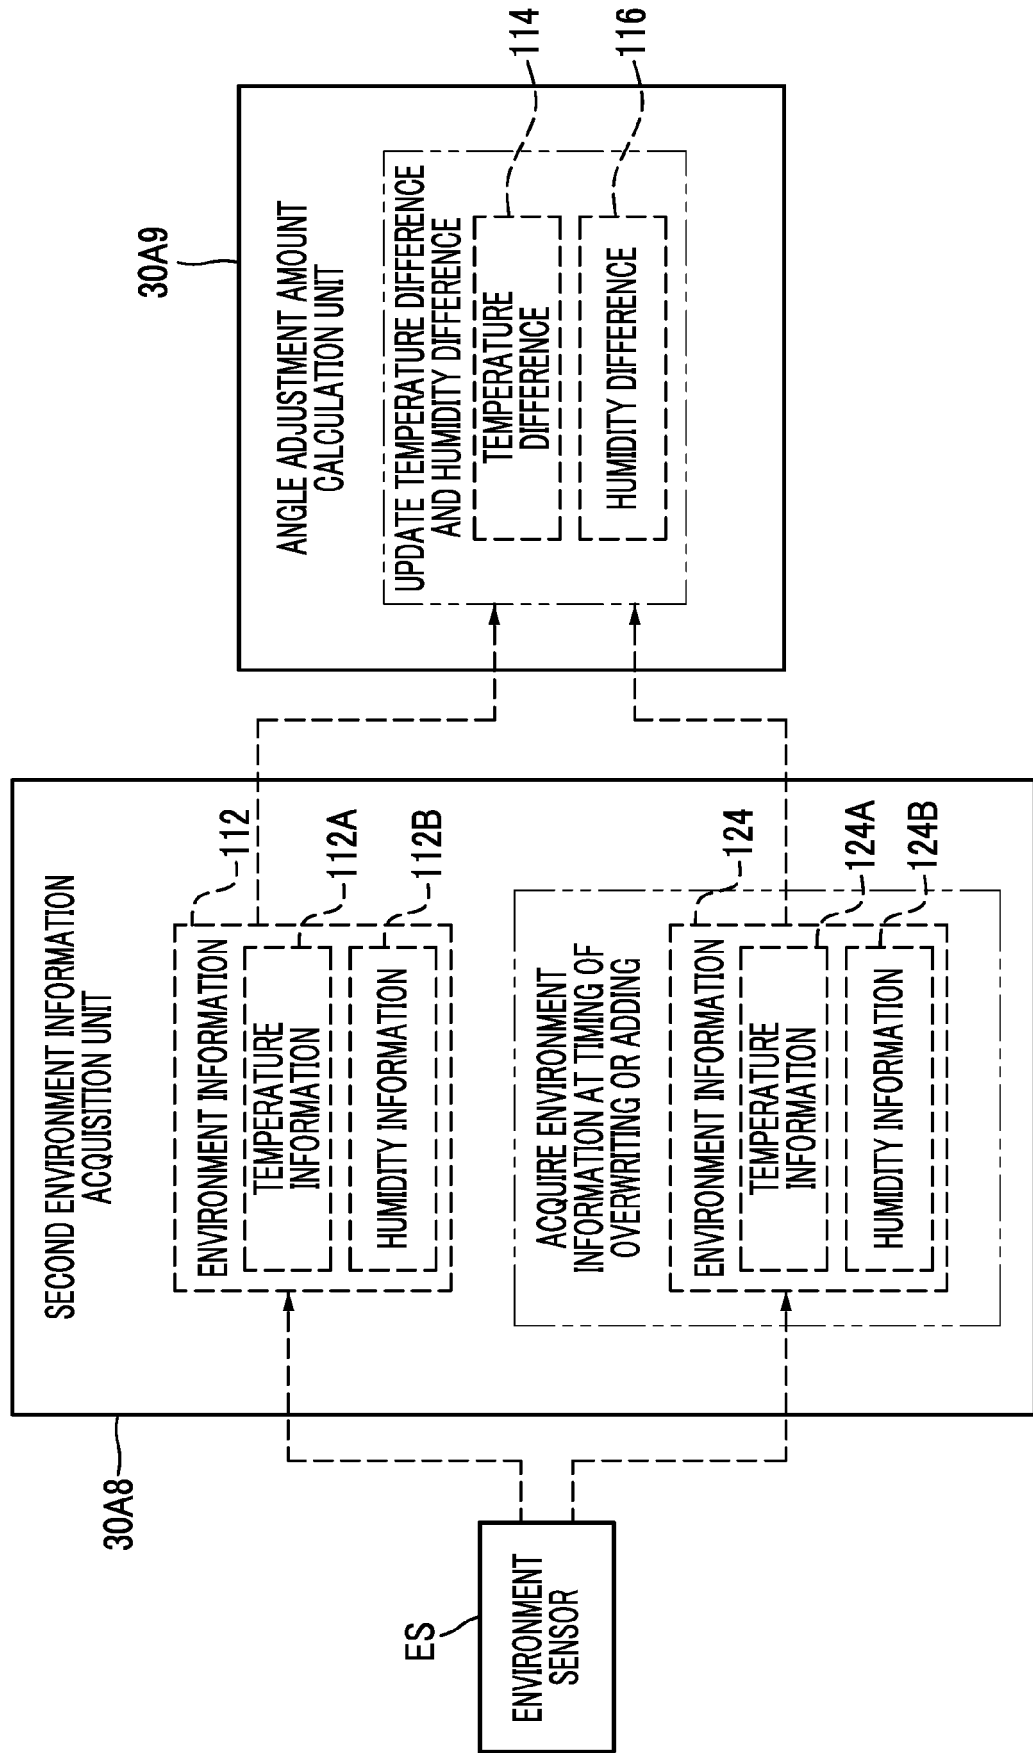 30A8
SECOND ENVIRONMENT INFORMATION
ACQUISITION UNIT
ES
ENVIRONMENT
SENSOR
112
ENVIRONMENT INFORMATION
112A
TEMPERATURE
INFORMATION
112B
HUMIDITY INFORMATION
ACQUIRE ENVIRONMENT
INFORMATION AT TIMING OF
OVERWRITING OR ADDING
124
ENVIRONMENT INFORMATION
124A
TEMPERATURE
INFORMATION
124B
HUMIDITY INFORMATION
30A9
ANGLE ADJUSTMENT AMOUNT
CALCULATION UNIT
UPDATE TEMPERATURE DIFFERENCE
AND HUMIDITY DIFFERENCE
TEMPERATURE
DIFFERENCE
114
HUMIDITY DIFFERENCE
116